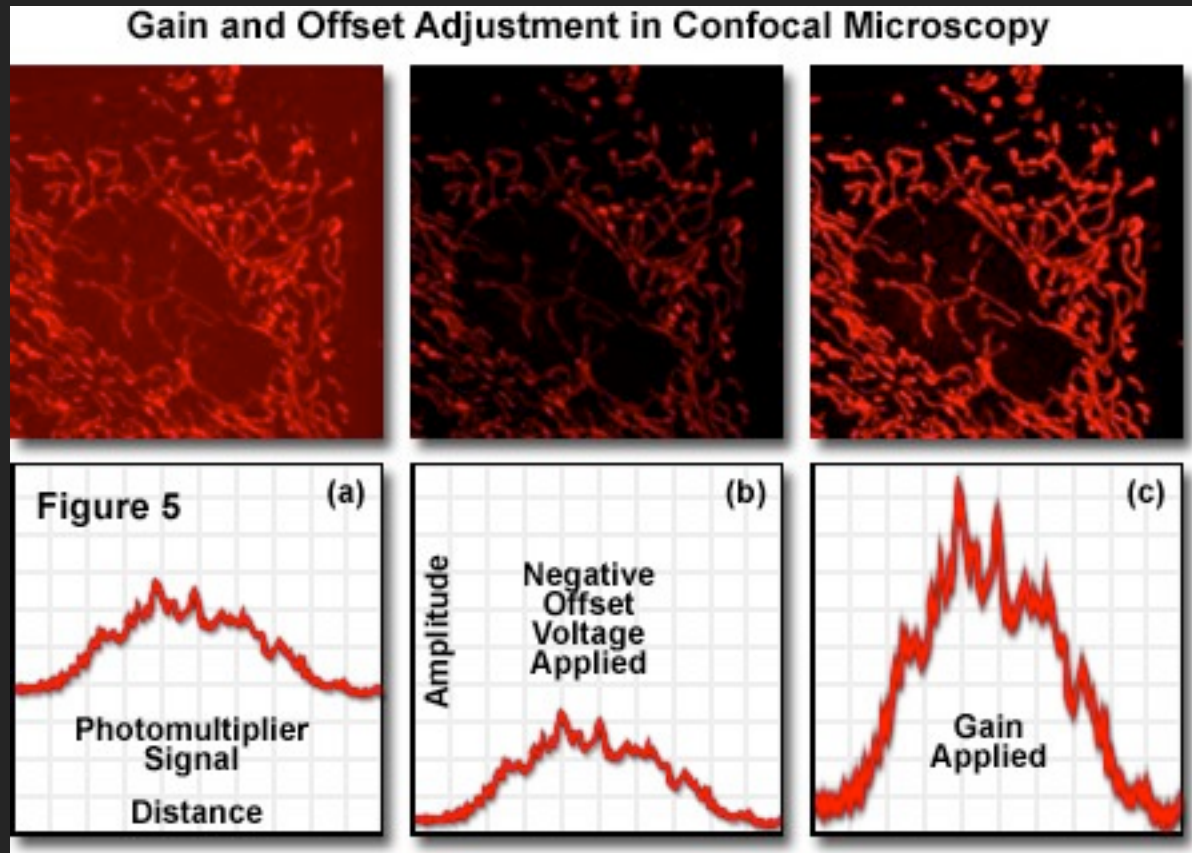 Gain and Offset Adjustment in Confocal Microscopy
Figure 5
(a)
Photomultiplier
Signal
Distance
(b)
Amplitude
Negative
Offset
Voltage
Applied
(c)
Gain
Applied